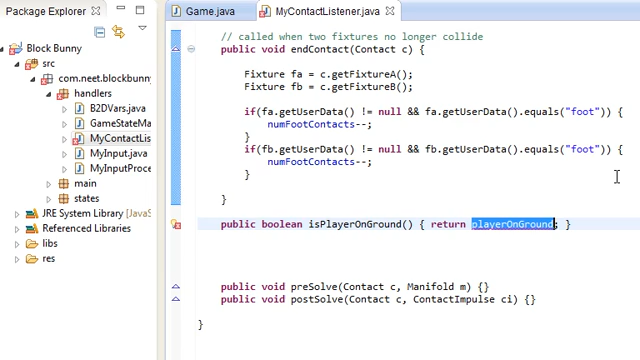 Package Explorer
Game.java
MyContactListener.java
Block Bunny
src
com.neet.blockbunny
handlers
B2DVars.java
GameStateMa
MyContactLis
MyInput.java
MyInputProce
main
states
JRE System Library [JavaS
Referenced Libraries
libs
res
// called when two fixtures no longer collide
public void endContact(Contact c) {
Fixture fa = c.getFixtureA();
Fixture fb = c.getFixtureB();
if(fa.getUserData() != null && fa.getUserData().equals("foot")) {
numFootContacts--;
}
if(fb.getUserData() != null && fb.getUserData().equals("foot")) {
numFootContacts--;
}
}
public boolean isPlayerOnGround() { return playerOnGround; }
public void preSolve(Contact c, Manifold m) {}
public void postSolve(Contact c, ContactImpulse ci) {}
}